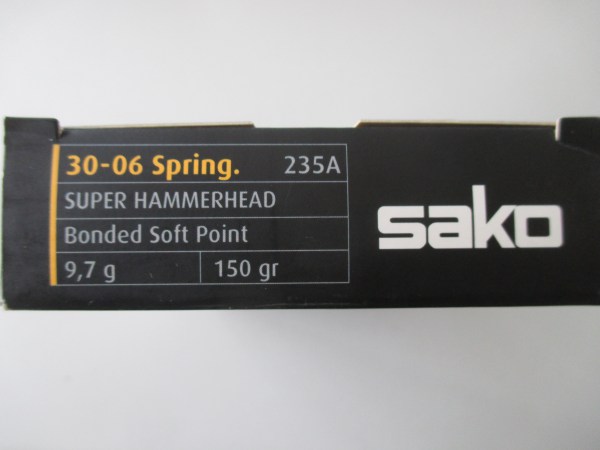 30-06 Spring. 235A
SUPER HAMMERHEAD
Bonded Soft Point
9,7 g 150 gr
sako